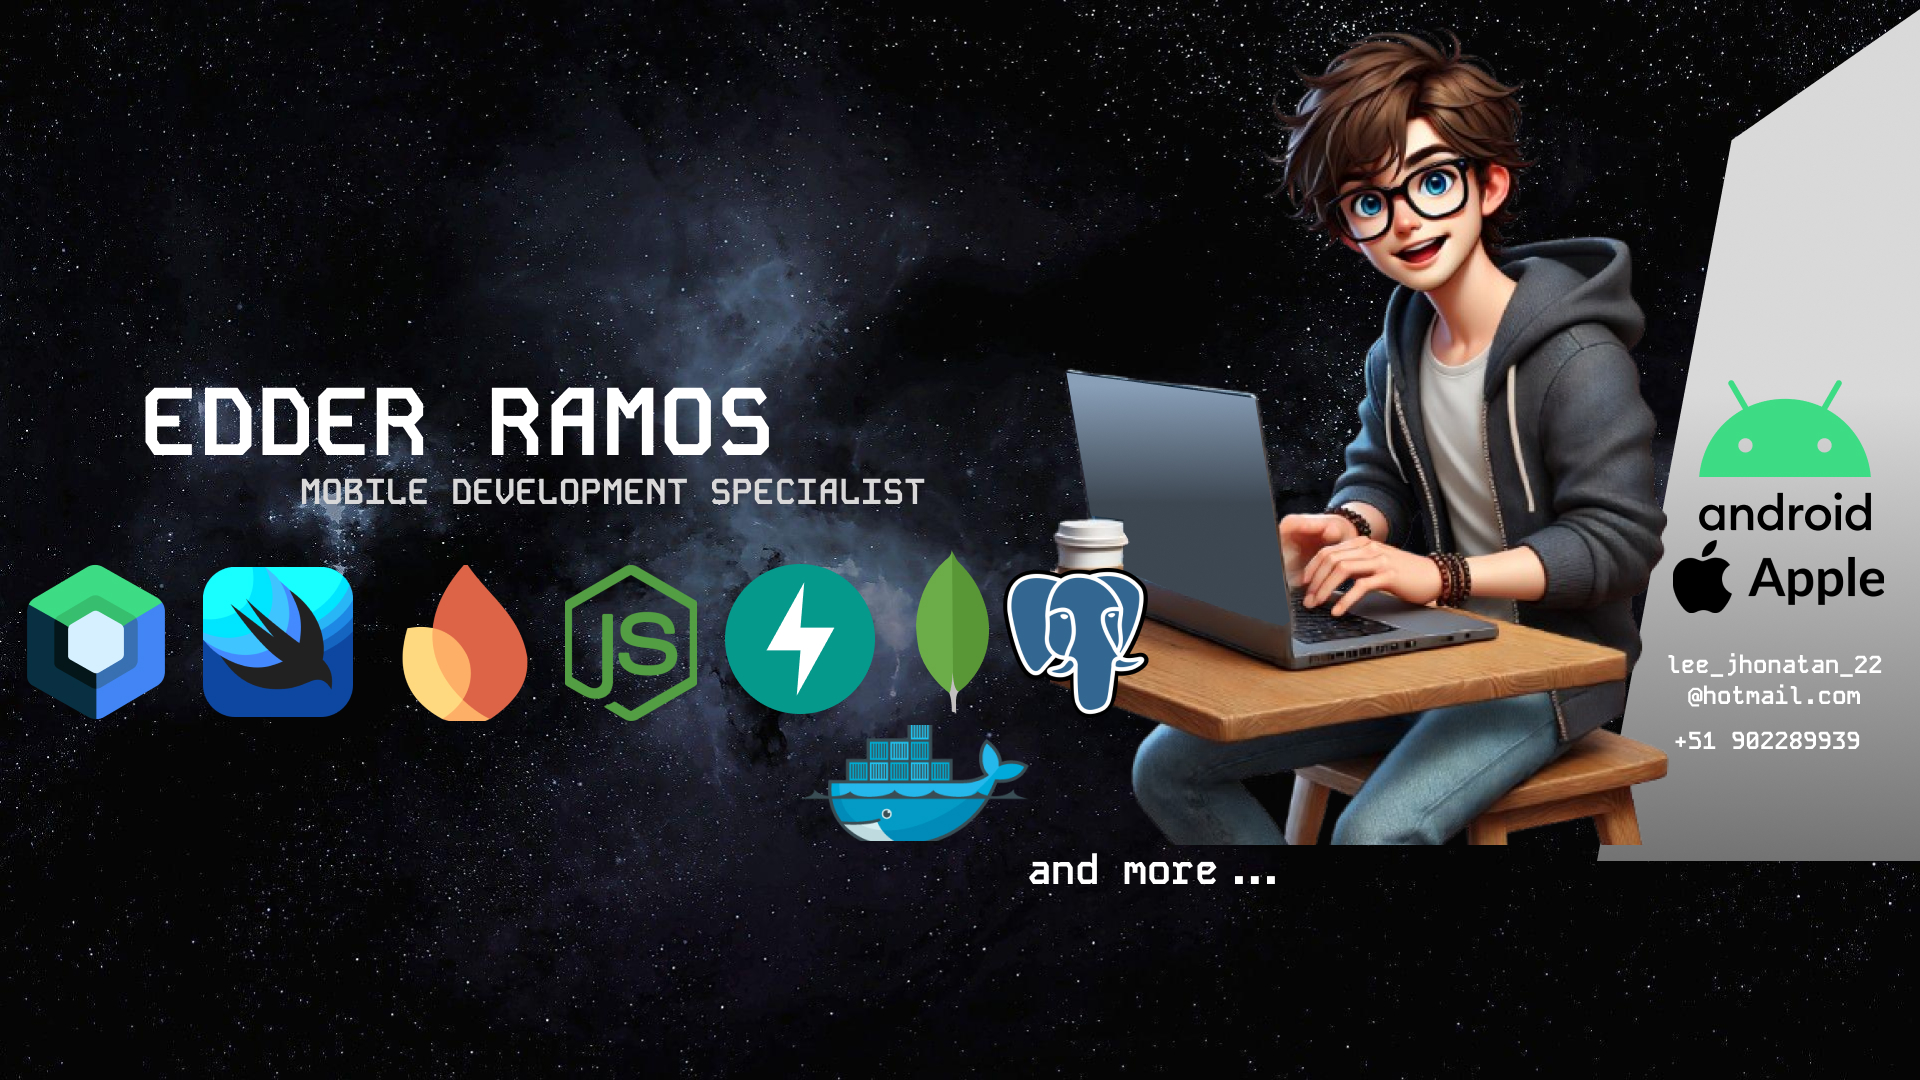 EDDER RAMOS
MOBILE DEVELOPMENT SPECIALIST
JS
and more ...
android
Apple
lee_jhonatan_22
@hotmail.com
+51 902289939